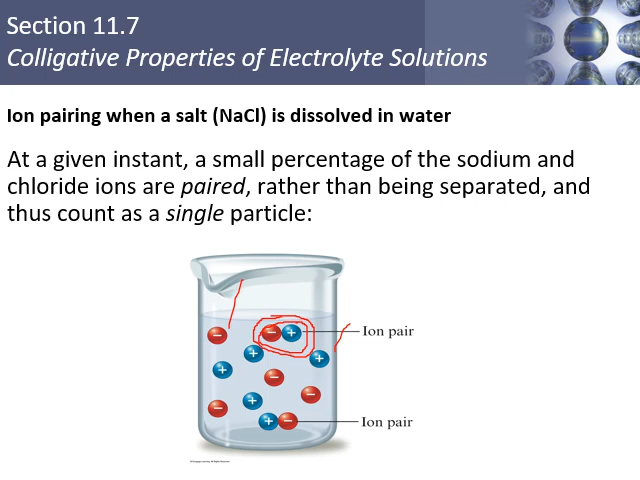 Section 11.7
Colligative Properties of Electrolyte Solutions
Ion pairing when a salt (NaCl) is dissolved in water
At a given instant, a small percentage of the sodium and
chloride ions are paired, rather than being separated, and
thus count as a single particle:
Ion pair
Ion pair